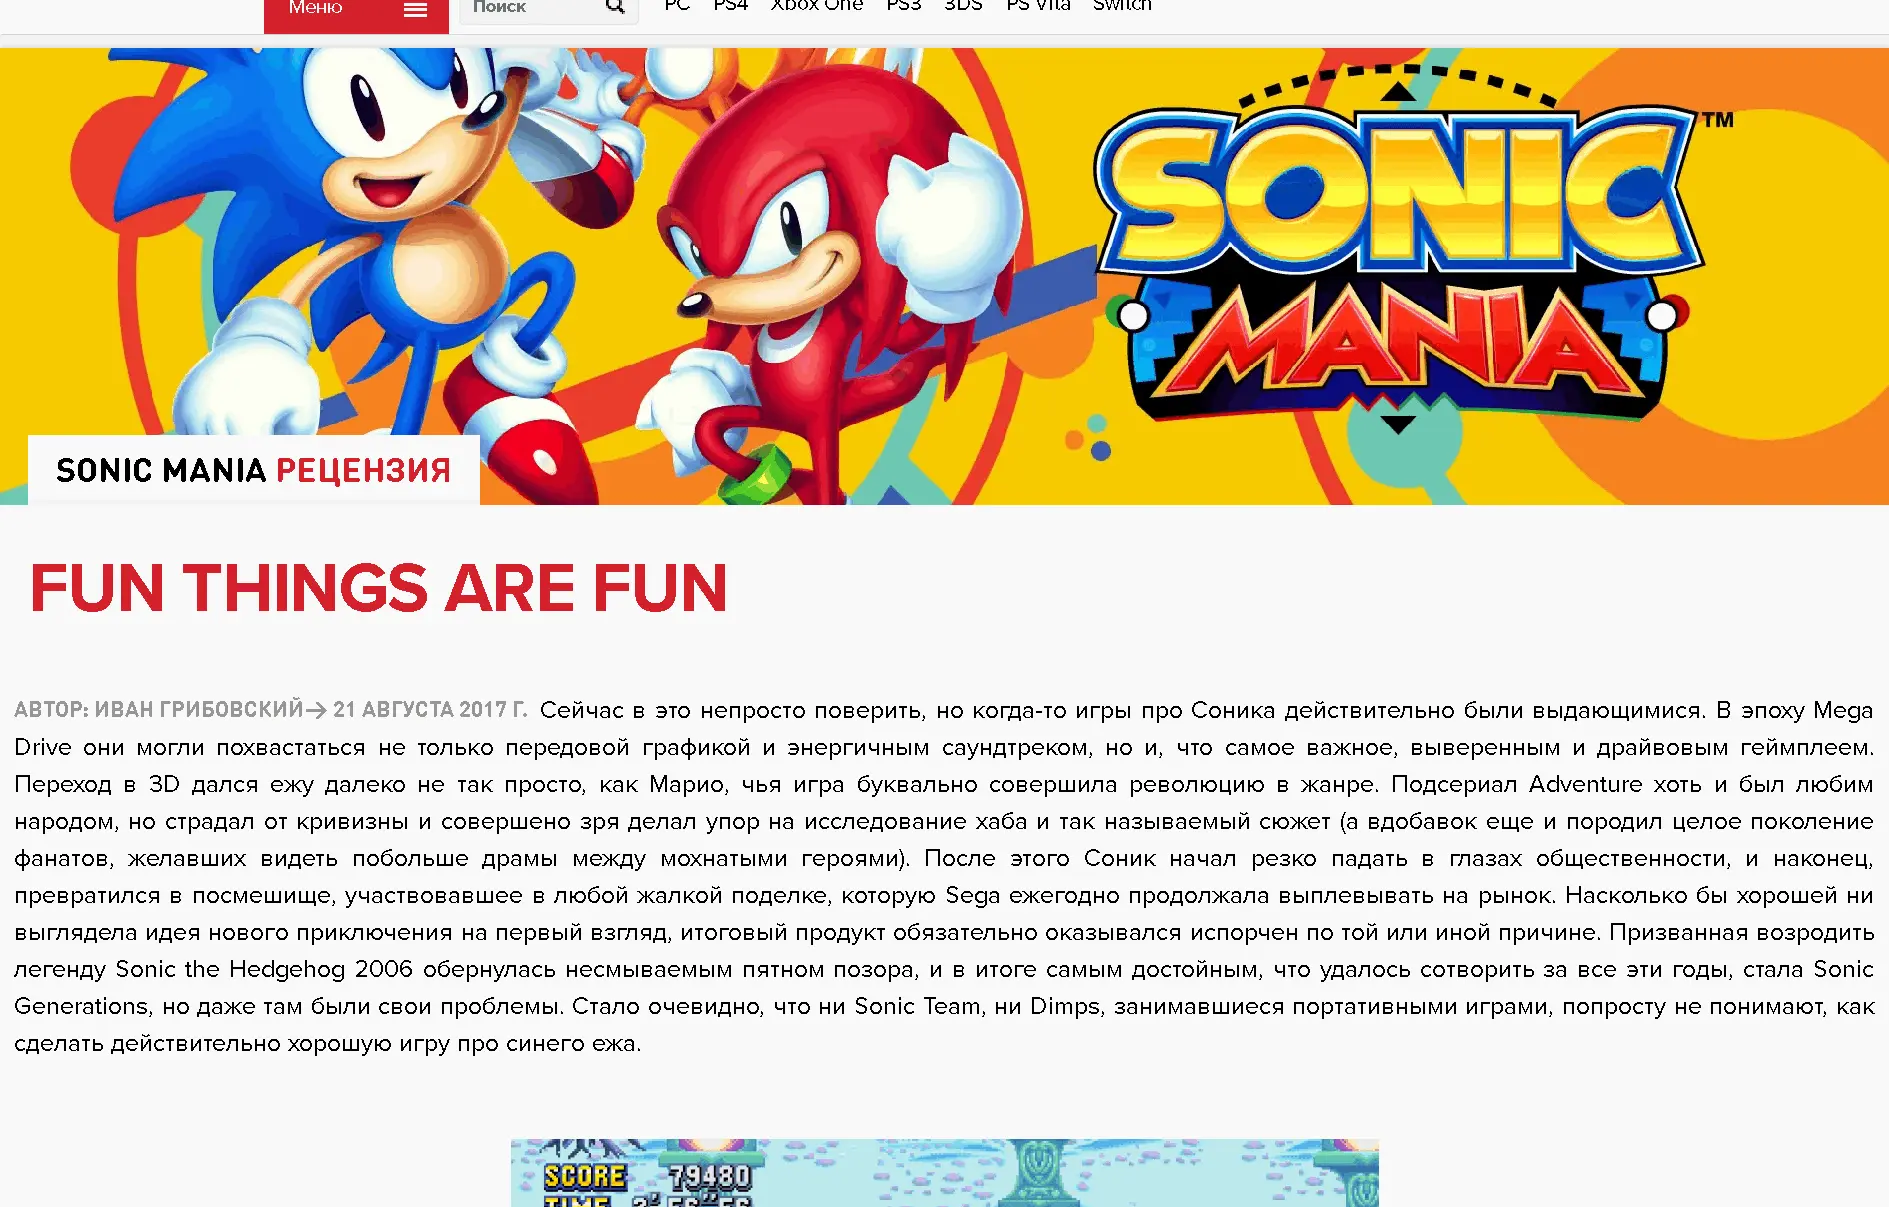 Меню Поиск PC PS4 Xbox One PS3 3DS PS Vita Switch
SONIC
MANIA
TM
SONIC MANIA РЕЦЕНЗИЯ
FUN THINGS ARE FUN
АВТОР: ИВАН ГРИБОВСКИЙ→ 21 АВГУСТА 2017 Г. Сейчас в это непросто поверить, но когда-то игры про Соника действительно были выдающимися. В эпоху Mega
Drive они могли похвастаться не только передовой графикой и энергичным саундтреком, но и, что самое важное, выверенным и драйвовым геймплеем.
Переход в 3D дался ежу далеко не так просто, как Марио, чья игра буквально совершила революцию в жанре. Подсериал Adventure хоть и был любим
народом, но страдал от кривизны и совершено зря делал упор на исследование хаба и так называемый сюжет (а вдобавок еще и породил целое поколение
фанатов, желавших видеть побольше драмы между мохнатыми героями). После этого Соник начал резко падать в глазах общественности, и наконец,
превратился в посмешище, участвовавшее в любой жалкой поделке, которую Sega ежегодно продолжала выплевывать на рынок. Насколько бы хорошей ни
выглядела идея нового приключения на первый взгляд, итоговый продукт обязательно оказывался испорчен по той или иной причине. Призванная возродить
легенду Sonic the Hedgehog 2006 обернулась несмываемым пятном позора, и в итоге самым достойным, что удалось сотворить за все эти годы, стала Sonic
Generations, но даже там были свои проблемы. Стало очевидно, что ни Sonic Team, ни Dimps, занимавшиеся портативными играми, попросту не понимают, как
сделать действительно хорошую игру про синего ежа.
SCORE 79480
TIME